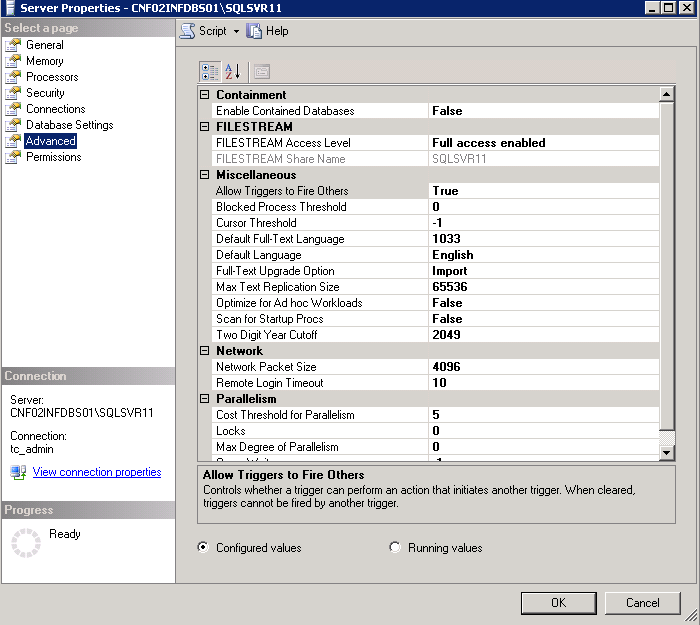 Server Properties - CNF02INFDBS01\SQLSVR11
Select a page
General
Memory
Processors
Security
Connections
Database Settings
Advanced
Permissions
Script Help
Containment
Enable Contained Databases False
FILESTREAM
FILESTREAM Access Level Full access enabled
FILESTREAM Share Name SQLSVR11
Miscellaneous
Allow Triggers to Fire Others True
Blocked Process Threshold 0
Cursor Threshold -1
Default Full-Text Language 1033
Default Language English
Full-Text Upgrade Option Import
Max Text Replication Size 65536
Optimize for Ad hoc Workloads False
Scan for Startup Procs False
Two Digit Year Cutoff 2049
Network
Network Packet Size 4096
Remote Login Timeout 10
Parallelism
Cost Threshold for Parallelism 5
Locks 0
Max Degree of Parallelism 0
Allow Triggers to Fire Others
Controls whether a trigger can perform an action that initiates another trigger. When cleared,
triggers cannot be fired by another trigger.
Configured values Running values
Connection
Server:
CNF02INFDBS01\SQLSVR11
Connection:
tc_admin
View connection properties
Progress
Ready
OK Cancel